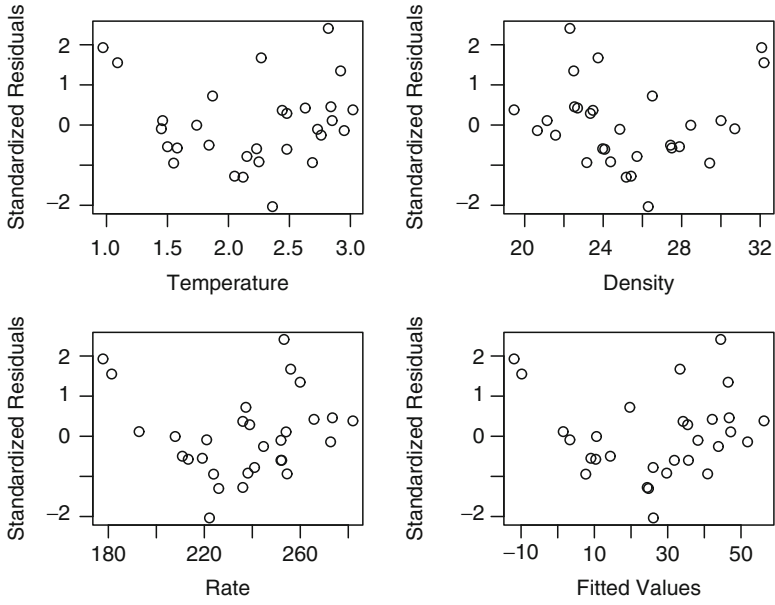 Standardized Residuals
2
1
0
−2
1.0 1.5 2.0 2.5 3.0
Temperature
Standardized Residuals
2
1
0
−2
20 24 28 32
Density
Standardized Residuals
2
1
0
−2
180 220 260
Rate
Standardized Residuals
2
1
0
−2
−10 10 30 50
Fitted Values